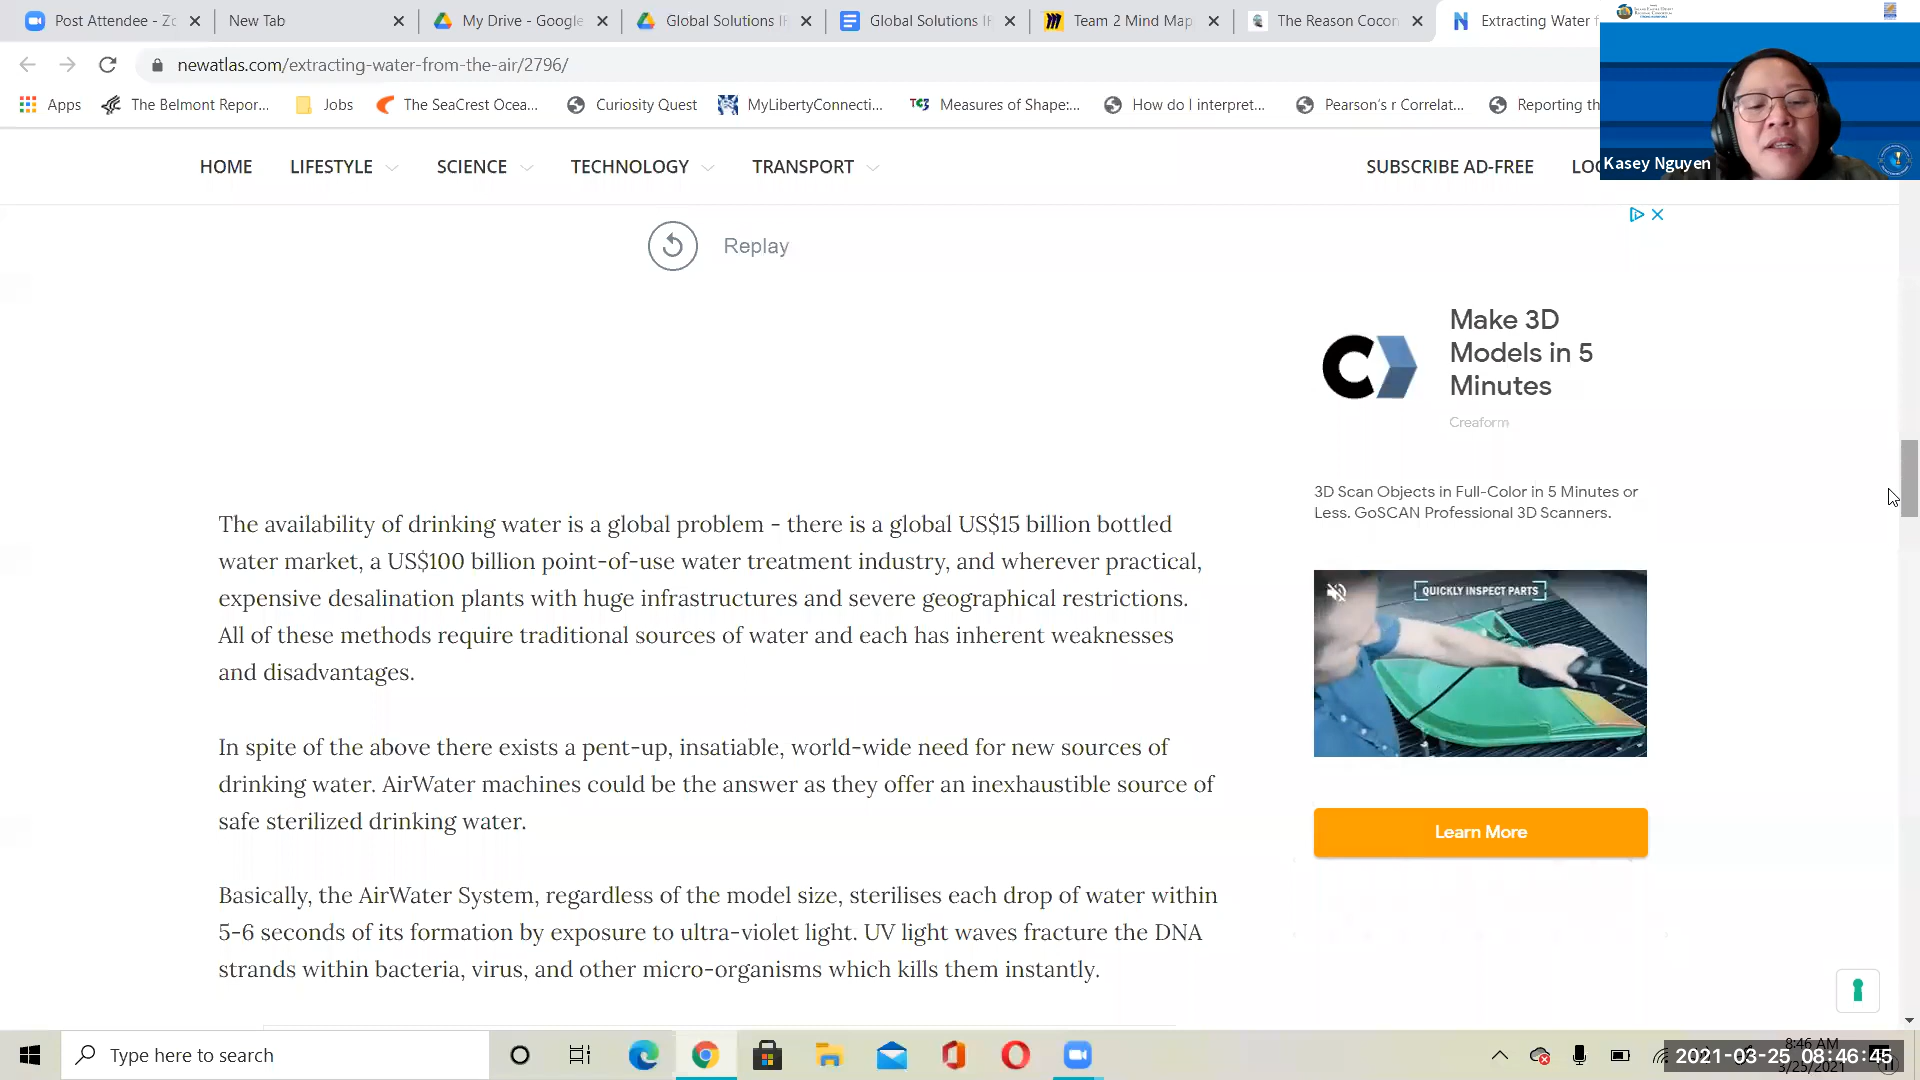 Post Attendee - Zo
New Tab
My Drive - Google
Global Solutions I
Global Solutions I
Team 2 Mind Map
The Reason Cocon
Extracting Water f
newatlas.com/extracting-water-from-the-air/2796/
Apps
The Belmont Repor...
Jobs
The SeaCrest Ocea...
Curiosity Quest
MyLibertyConnecti...
Measures of Shape:...
How do I interpret...
Pearson's r Correlat...
Reporting th
Kasey Nguyen
HOME
LIFESTYLE
SCIENCE
TECHNOLOGY
TRANSPORT
SUBSCRIBE AD-FREE
LO
Replay
Make 3D
Models in 5
Minutes
Creaform
3D Scan Objects in Full-Color in 5 Minutes or
Less. GoSCAN Professional 3D Scanners.
QUICKLY INSPECT PARTS
Learn More
The availability of drinking water is a global problem - there is a global US$15 billion bottled
water market, a US$100 billion point-of-use water treatment industry, and wherever practical,
expensive desalination plants with huge infrastructures and severe geographical restrictions.
All of these methods require traditional sources of water and each has inherent weaknesses
and disadvantages.
In spite of the above there exists a pent-up, insatiable, world-wide need for new sources of
drinking water. AirWater machines could be the answer as they offer an inexhaustible source of
safe sterilized drinking water.
Basically, the AirWater System, regardless of the model size, sterilises each drop of water within
5-6 seconds of its formation by exposure to ultra-violet light. UV light waves fracture the DNA
strands within bacteria, virus, and other micro-organisms which kills them instantly.
Type here to search
8:46 AM
3/25/2021
2021-03-25 08:46:45